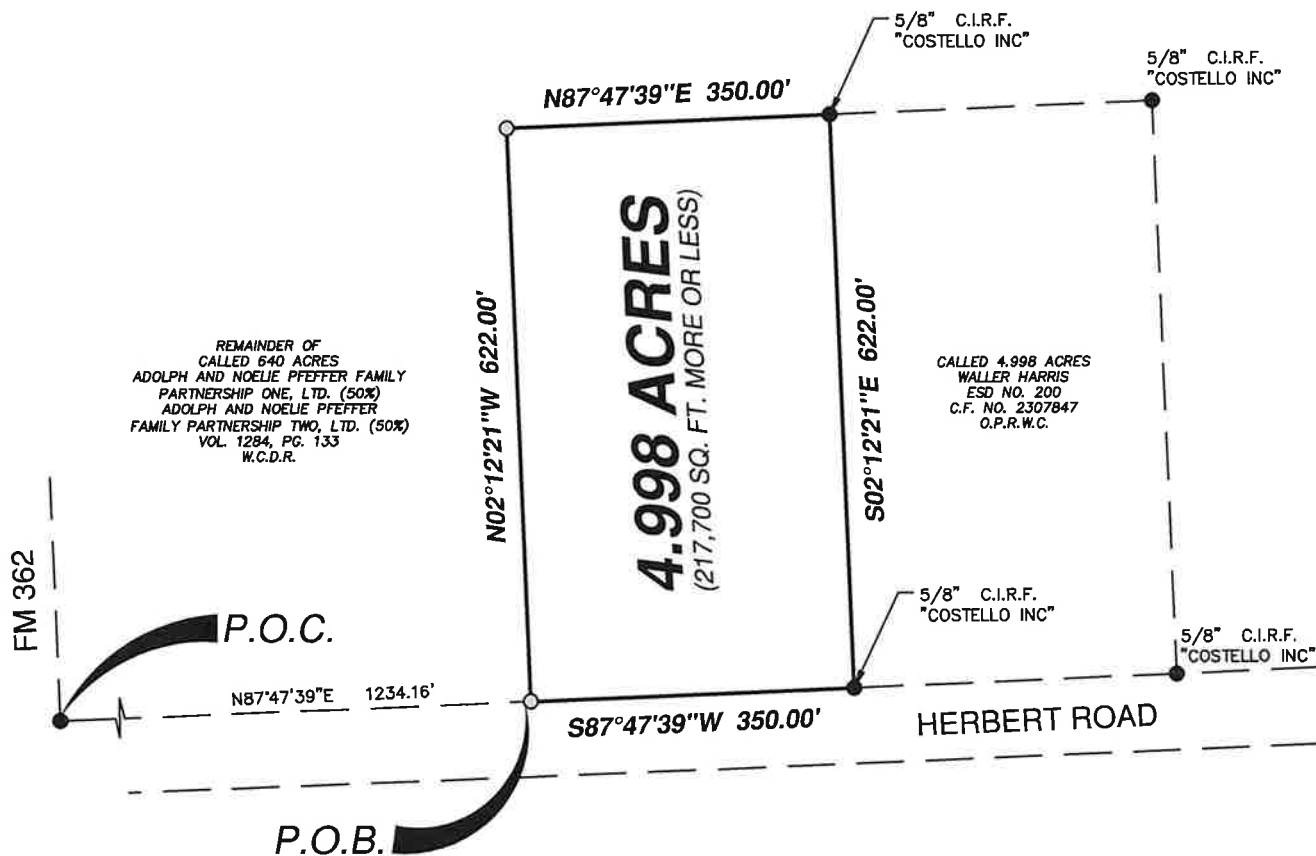 5/8" C.I.R.F.
"COSTELLO INC"
5/8" C.I.R.F.
"COSTELLO INC"
N87°47'39"E 350.00'
4.998 ACRES
(217,700 SQ. FT. MORE OR LESS)
N02°12'21"W 622.00'
S02°12'21"E 622.00'
REMAINDER OF
CALLED 640 ACRES
ADOLPH AND NOELIE PFEFFER FAMILY
PARTNERSHIP ONE, LTD. (50%)
ADOLPH AND NOELIE PFEFFER
FAMILY PARTNERSHIP TWO, LTD. (50%)
VOL. 1284, PG. 133
W.C.D.R.
CALLED 4.998 ACRES
WALLER HARRIS
ESD NO. 200
C.F. NO. 2307847
O.P.R.W.C.
FM 362
P.O.C.
5/8" C.I.R.F.
"COSTELLO INC"
5/8" C.I.R.F.
"COSTELLO INC"
N87°47'39"E 1234.16'
S87°47'39"W 350.00'
HERBERT ROAD
P.O.B.